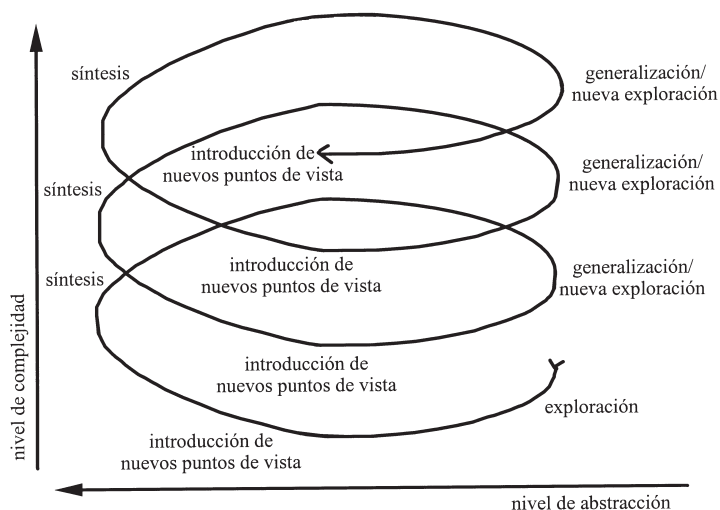 síntesis
generalización/
nueva exploración
introducción de
nuevos puntos de vista
síntesis
generalización/
nueva exploración
introducción de
nuevos puntos de vista
síntesis
generalización/
nueva exploración
introducción de
nuevos puntos de vista
exploración
introducción de
nuevos puntos de vista
nivel de complejidad
nivel de abstracción